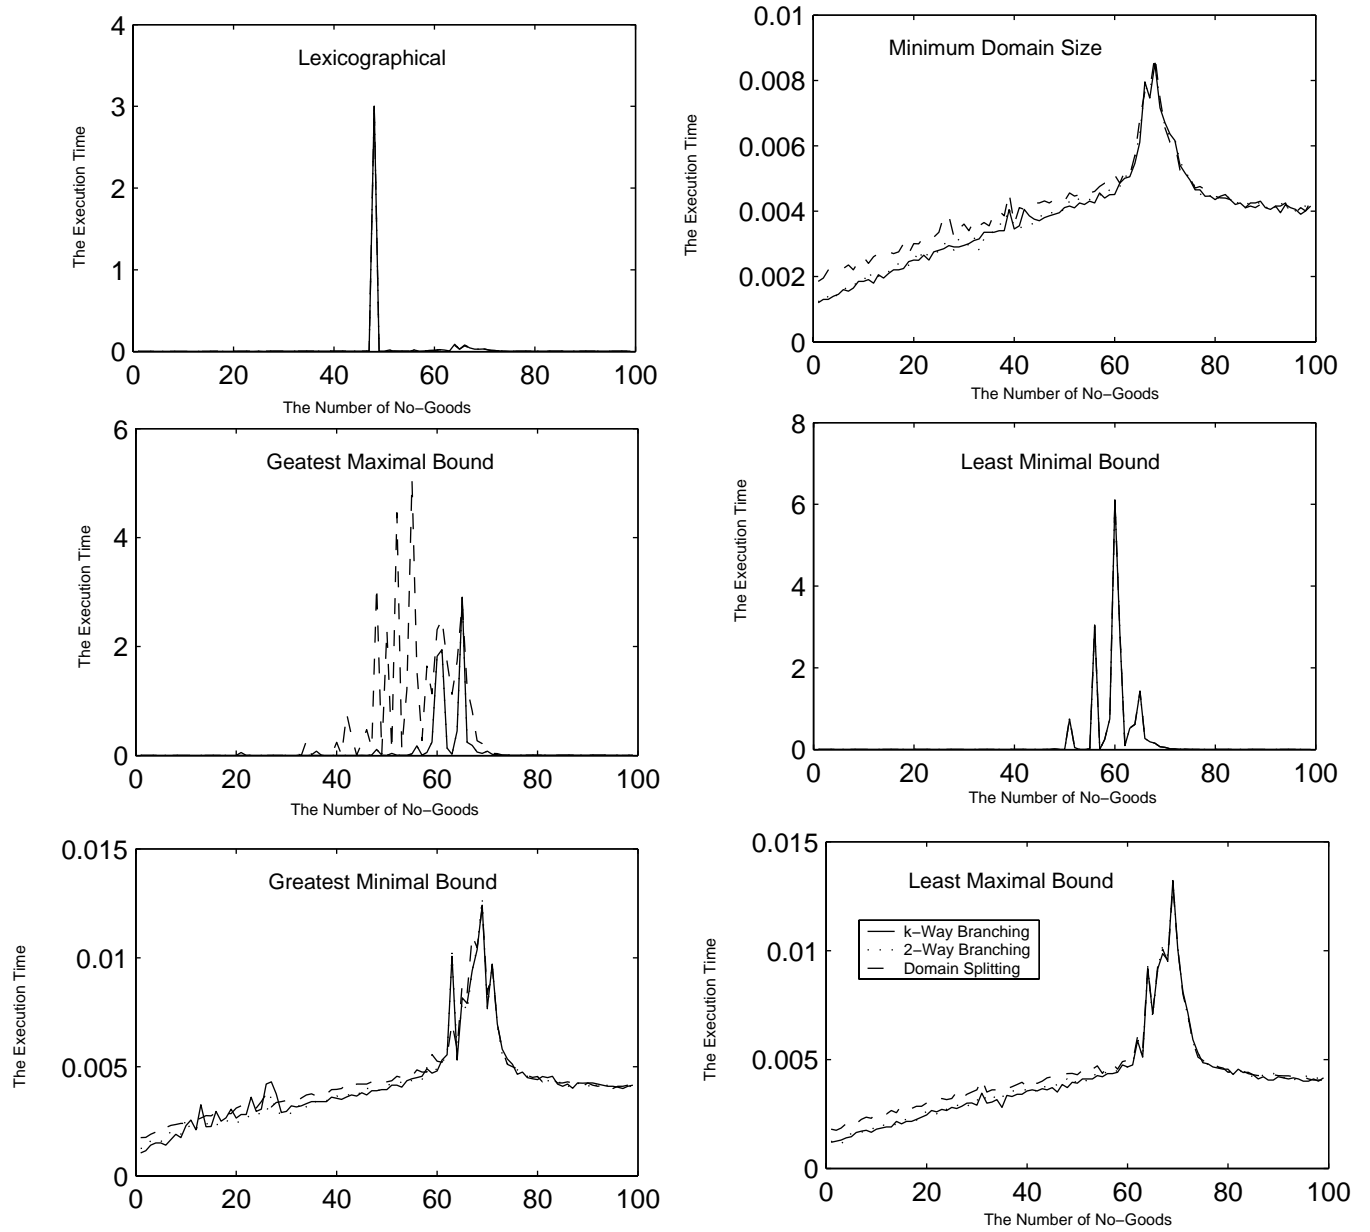 Lexicographical
The Execution Time
4
3
2
1
0
0 20 40 60 80 100
The Number of No-Goods
Minimum Domain Size
The Execution Time
0.01
0.008
0.006
0.004
0.002
0
0 20 40 60 80 100
The Number of No-Goods
Geatest Maximal Bound
The Execution Time
6
4
2
0
0 20 40 60 80 100
The Number of No-Goods
Least Minimal Bound
The Execution Time
8
6
4
2
0
0 20 40 60 80 100
The Number of No-Goods
Greatest Minimal Bound
The Execution Time
0.015
0.01
0.005
0
0 20 40 60 80 100
Least Maximal Bound
The Execution Time
0.015
0.01
0.005
0
k-Way Branching
2-Way Branching
Domain Splitting
0 20 40 60 80 100
The Number of No-Goods